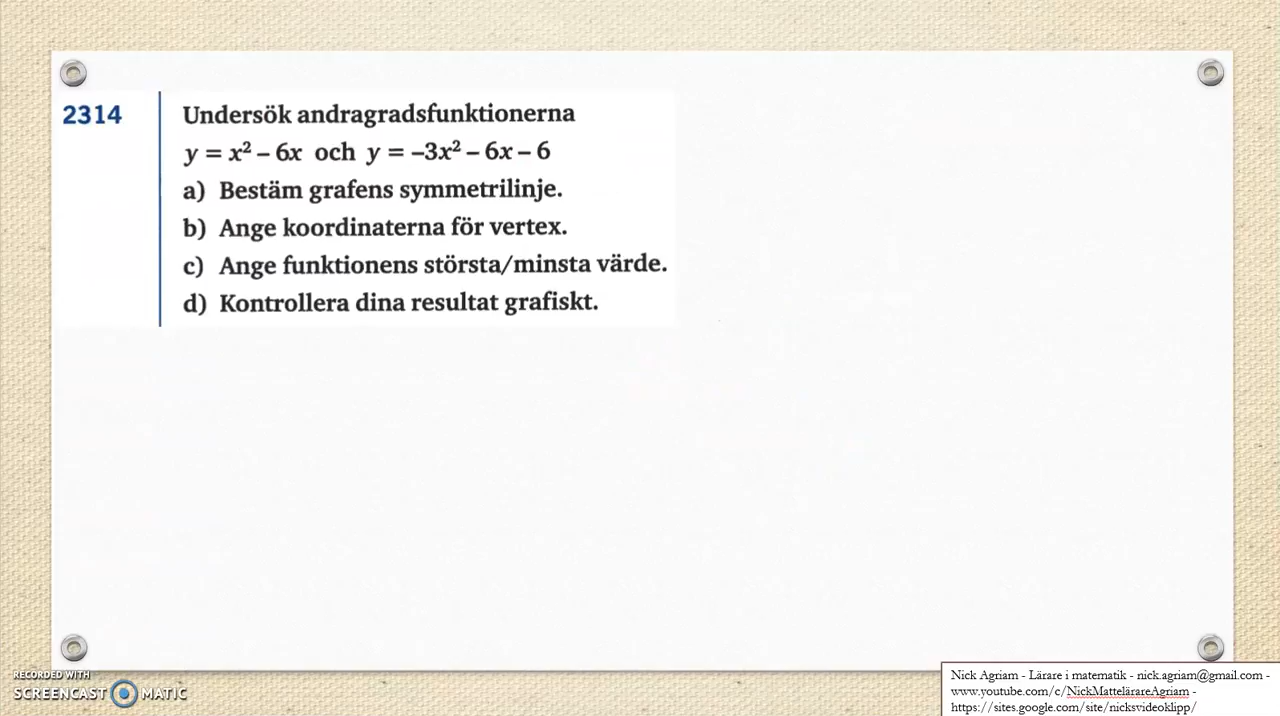 2314
Undersök andragradsfunktionerna
y = x² – 6x och y = –3x² – 6x – 6
a) Bestäm grafens symmetrilinje.
b) Ange koordinaterna för vertex.
c) Ange funktionens största/minsta värde.
d) Kontrollera dina resultat grafiskt.
RECORDED WITH
SCREENCAST MATIC
Nick Agriam - Lärare i matematik - nick.agriam@gmail.com -
www.youtube.com/c/NickMattelärareAgriam -
https://sites.google.com/site/nicksvideoklipp/